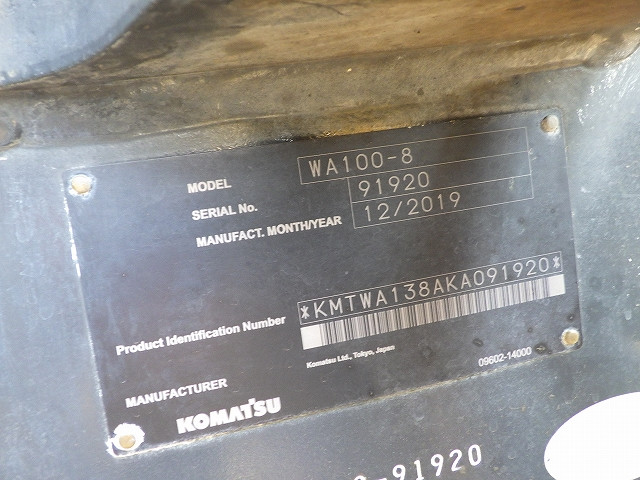 MODEL WA100-8
SERIAL No. 91920
MANUFACT. MONTH/YEAR 12/2019
Product Identification Number *KMTWA138AKA091920*
Komatsu Ltd., Tokyo, Japan
09602-14000
MANUFACTURER KOMATSU
-91920